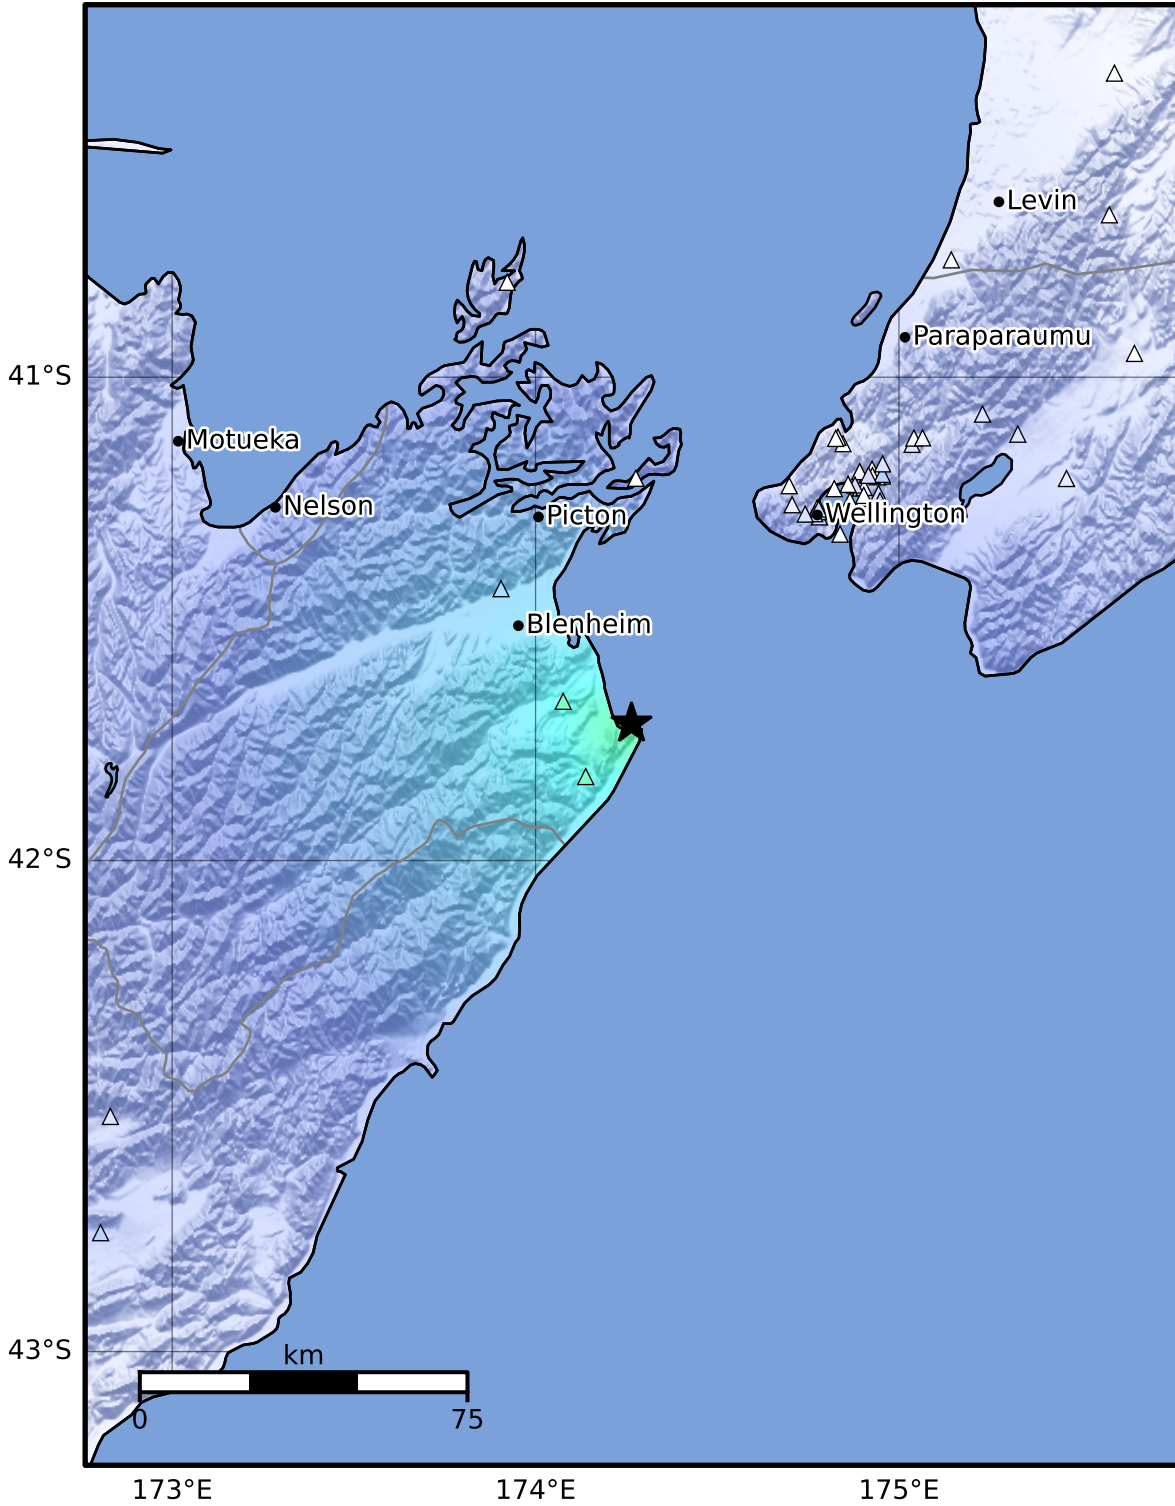 Levin
Paraparaumu
41°S
Motueka
Nelson
Picton
Wellington
Blenheim
42°S
43°S
km
0
75
173°E
174°E
175°E